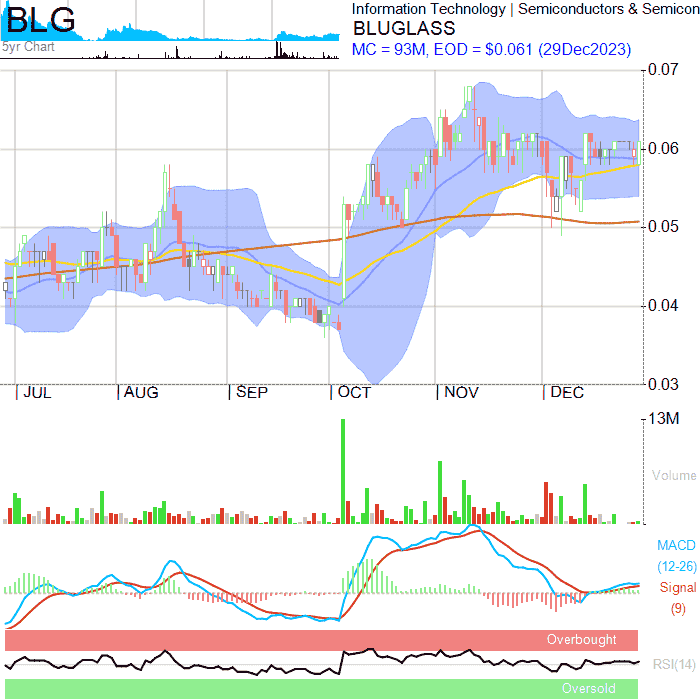 BLG
Information Technology | Semiconductors & Semicon
BLUGLASS
5yr Chart
MC = 93M, EOD = $0.061 (29Dec2023)
0.07
0.06
0.05
0.04
0.03
JUL
AUG
SEP
OCT
NOV
DEC
13M
Volume
MACD
(12-26)
Signal
(9)
Overbought
RSI(14)
Oversold